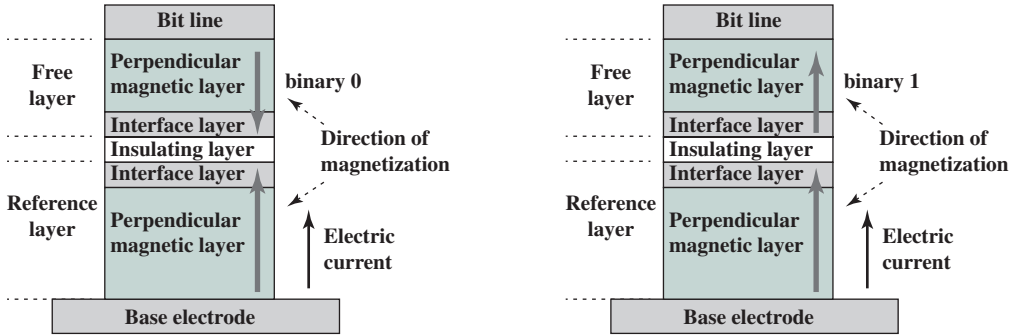 Bit line
Free
layer
Perpendicular
magnetic layer
binary 0
Interface layer
Insulating layer
Interface layer
Direction of
magnetization
Reference
layer
Perpendicular
magnetic layer
Electric
current
Base electrode
Bit line
Free
layer
Perpendicular
magnetic layer
binary 1
Interface layer
Insulating layer
Interface layer
Direction of
magnetization
Reference
layer
Perpendicular
magnetic layer
Electric
current
Base electrode